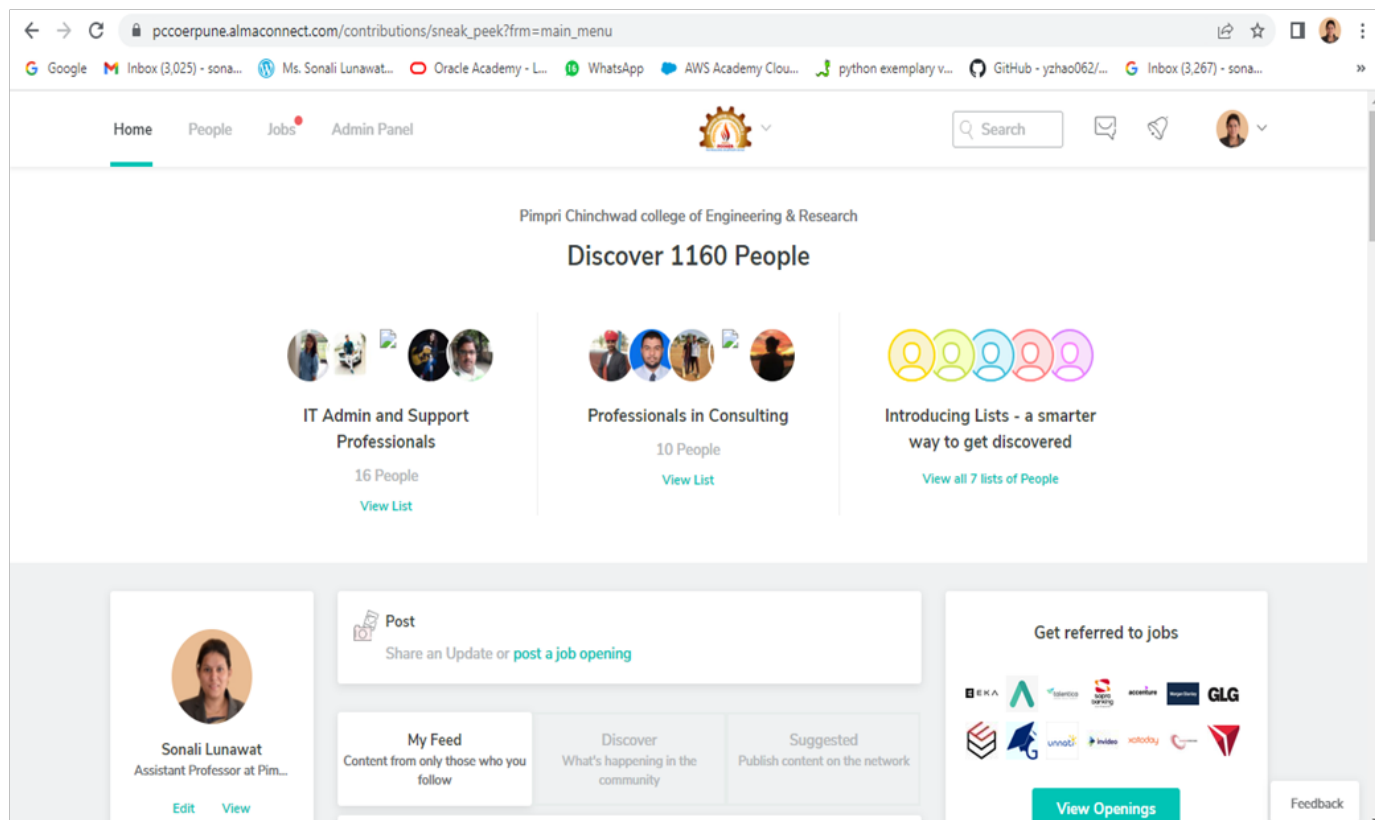 pccoerpune.almaconnect.com/contributions/sneak_peek?frm=main_menu
Google Inbox (3,025) - sona... Ms. Sonali Lunawat... Oracle Academy - L... WhatsApp AWS Academy Clou... python exemplary v... GitHub - yzhao062/... Inbox (3,267) - sona... »
Home People Jobs Admin Panel Search
Pimpri Chinchwad college of Engineering & Research
Discover 1160 People
IT Admin and Support
Professionals
16 People
View List
Professionals in Consulting
10 People
View List
Introducing Lists - a smarter
way to get discovered
View all 7 lists of People
Sonali Lunawat
Assistant Professor at Pim...
Edit View
Post
Share an Update or post a job opening
My Feed
Content from only those who you
follow
Discover
What's happening in the
community
Suggested
Publish content on the network
Get referred to jobs
EKA talentica sopra banking accenture GLG
unnati invideo xotoday
View Openings
Feedback